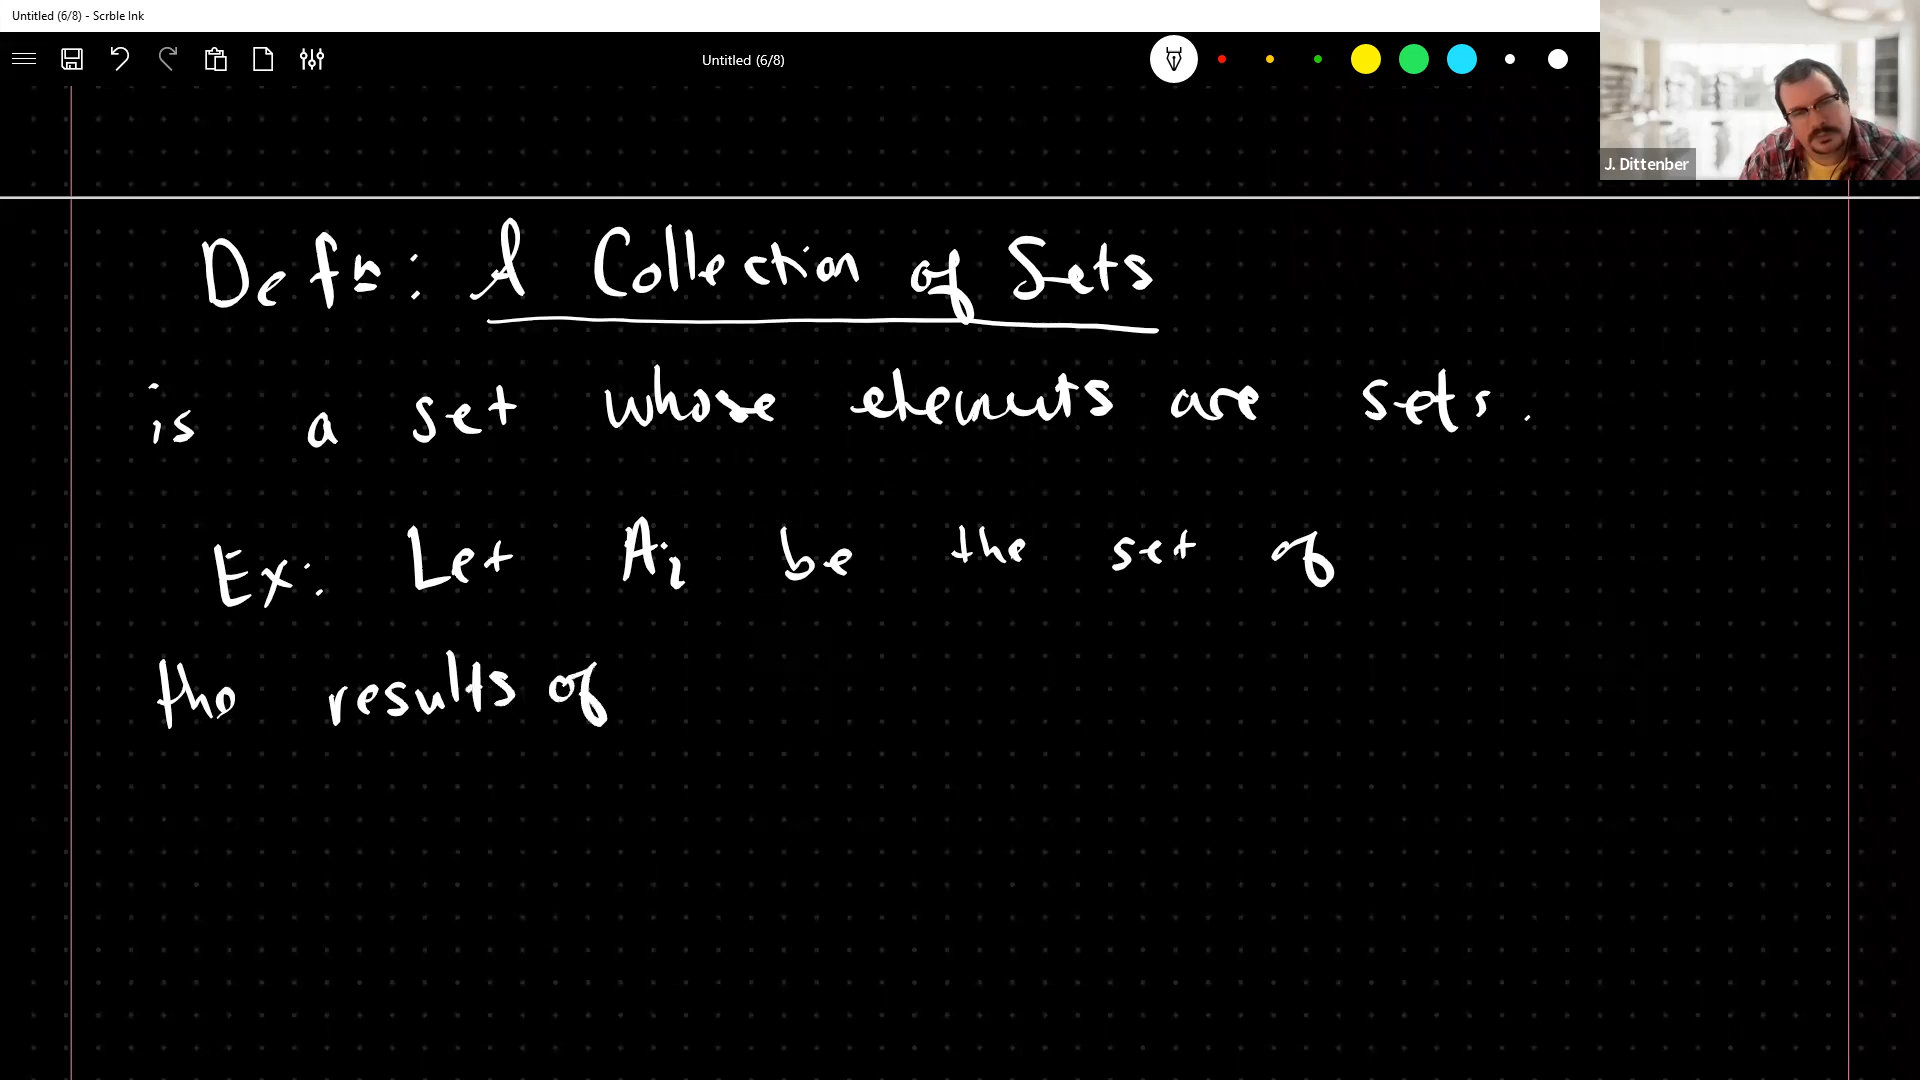 Untitled (6/8) - Scrble Ink
Untitled (6/8)
J. Dittenber
Defn: A Collection of Sets
is a set whose elements are sets.
Ex: Let Ai be the set of
the results of